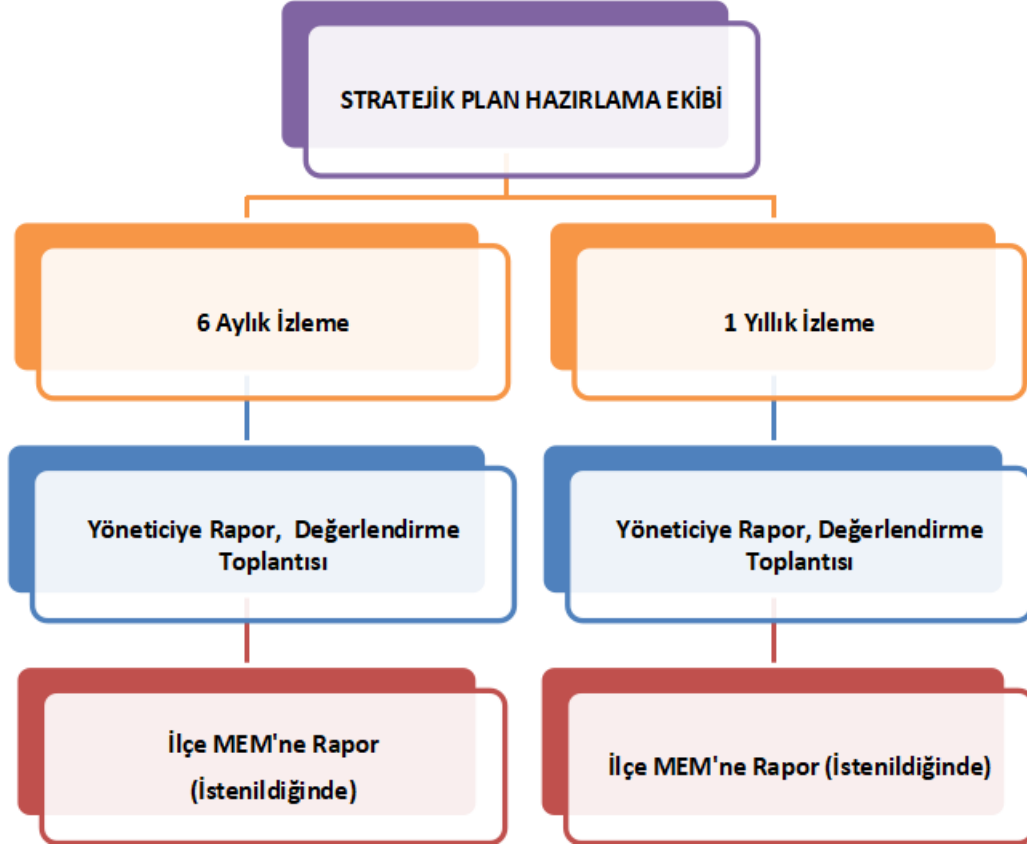 STRATEJİK PLAN HAZIRLAMA EKİBİ
6 Aylık İzleme
1 Yıllık İzleme
Yöneticiye Rapor, Değerlendirme
Toplantısı
Yöneticiye Rapor, Değerlendirme
Toplantısı
İlçe MEM'ne Rapor
(İstenildiğinde)
İlçe MEM'ne Rapor (İstenildiğinde)